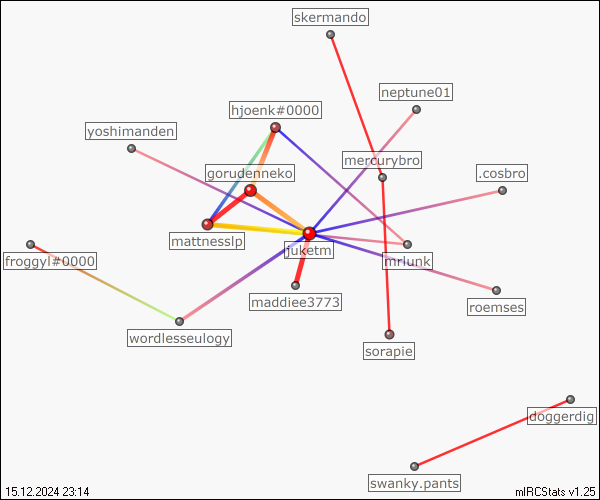 skermando
neptune01
hjoenk#0000
yoshimanden
mercurybro
gorudenneko
.cosbro
mattnesslp
juketm
mrlunk
froggyl#0000
maddiee3773
roemses
wordlesseulogy
sorapie
doggerdig
swanky.pants
15.12.2024 23:14
mIRCStats v1.25